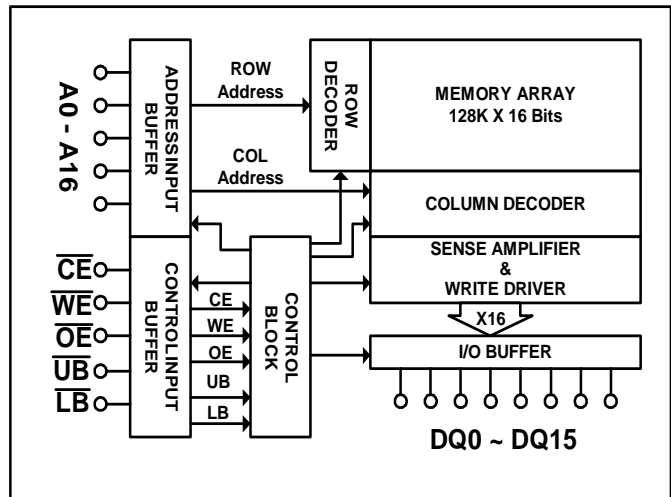 A0 - A16
ADDRESSINPUT
BUFFER
ROW
Address
COL
Address
ROW
DECODER
MEMORY ARRAY
128K X 16 Bits
COLUMN DECODER
SENSE AMPLIFIER
&
WRITE DRIVER
X16
I/O BUFFER
DQ0 ~ DQ15
CE
WE
OE
UB
LB
CONTROLINPUT
BUFFER
CE
WE
OE
UB
LB
CONTROL
BLOCK